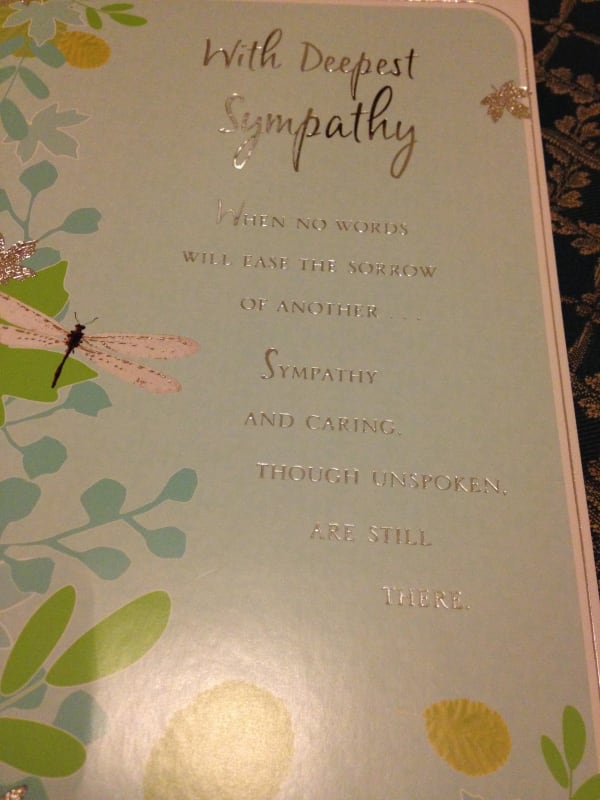 With Deepest
Sympathy
When no words
will ease the sorrow
of another . . .
Sympathy
and caring,
though unspoken,
are still
there.